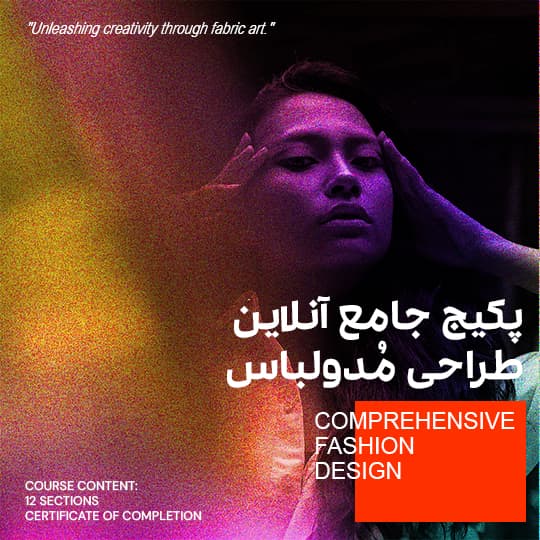 "Unleashing creativity through fabric art."
پکیج جامع آنلاین
طراحی مُدولباس
COMPREHENSIVE
FASHION
DESIGN
COURSE CONTENT:
12 SECTIONS
CERTIFICATE OF COMPLETION